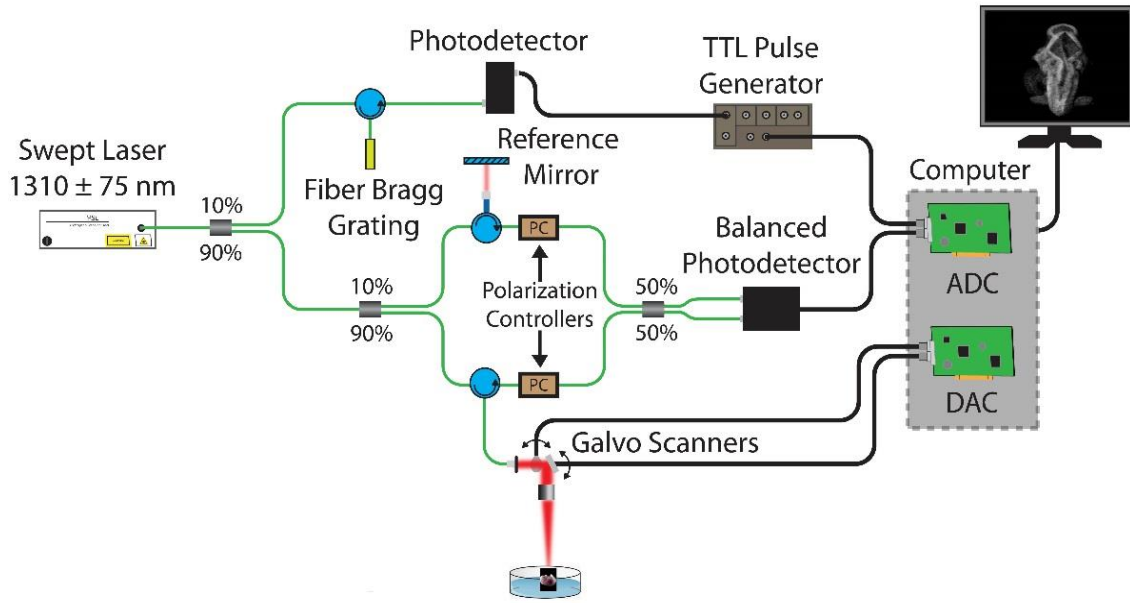 Photodetector
TTL Pulse
Generator
Swept Laser
1310 ± 75 nm
10%
90%
Fiber Bragg
Grating
Reference
Mirror
PC
10%
90%
Polarization
Controllers
PC
50%
50%
Balanced
Photodetector
Computer
ADC
DAC
Galvo Scanners